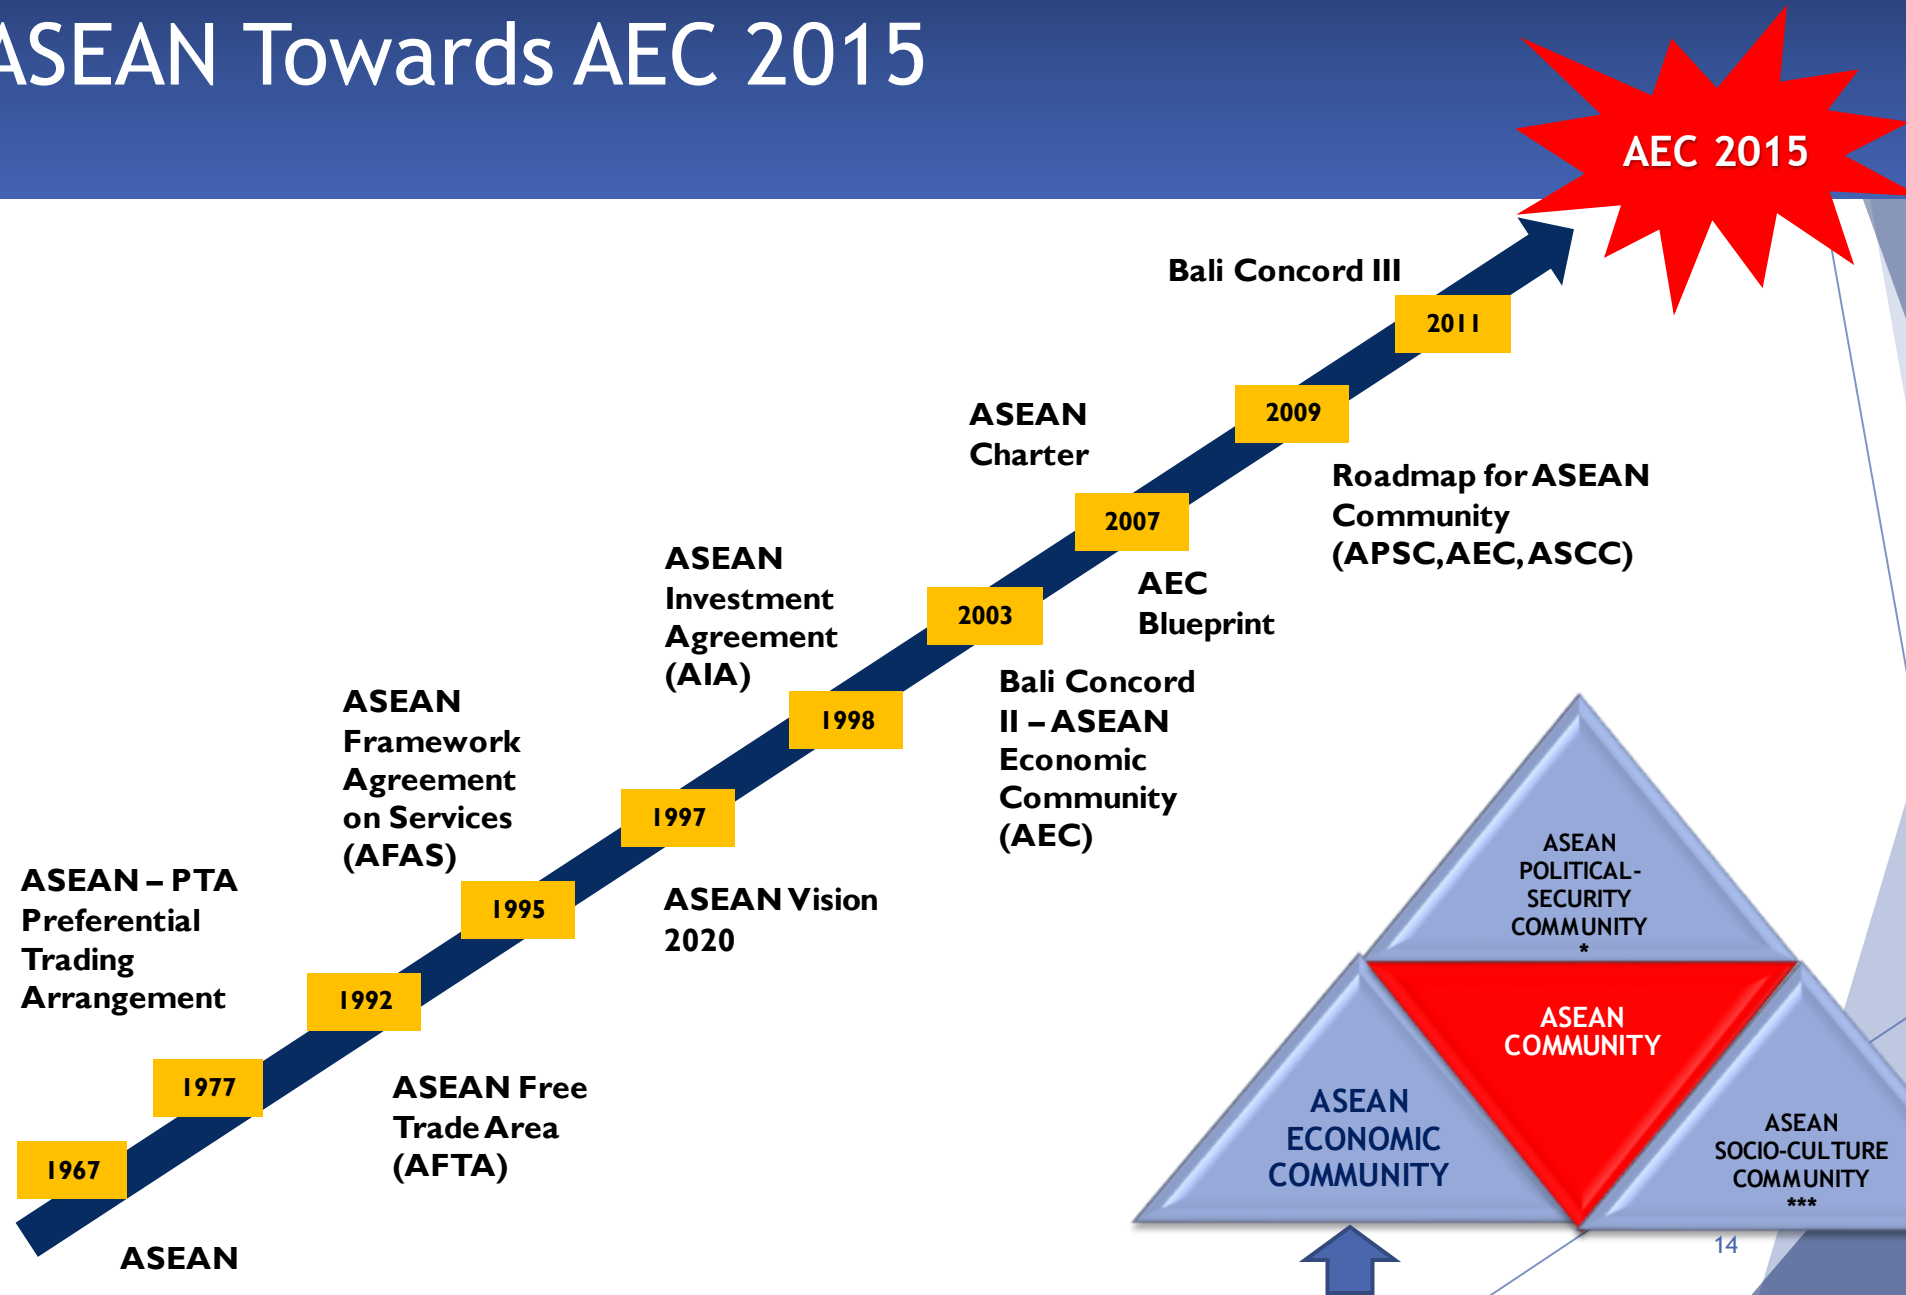 ASEAN Towards AEC 2015
AEC 2015
Bali Concord III
2011
2009
ASEAN
Charter
Roadmap for ASEAN
Community
(APSC, AEC, ASCC)
2007
AEC
Blueprint
ASEAN
Investment
Agreement
(AIA)
2003
Bali Concord
II – ASEAN
Economic
Community
(AEC)
1998
ASEAN
Framework
Agreement
on Services
(AFAS)
1997
ASEAN Vision
2020
1995
ASEAN – PTA
Preferential
Trading
Arrangement
1992
ASEAN Free
Trade Area
(AFTA)
1977
1967
ASEAN
ASEAN
POLITICAL-
SECURITY
COMMUNITY
*
ASEAN
COMMUNITY
ASEAN
ECONOMIC
COMMUNITY
ASEAN
SOCIO-CULTURE
COMMUNITY
***
14